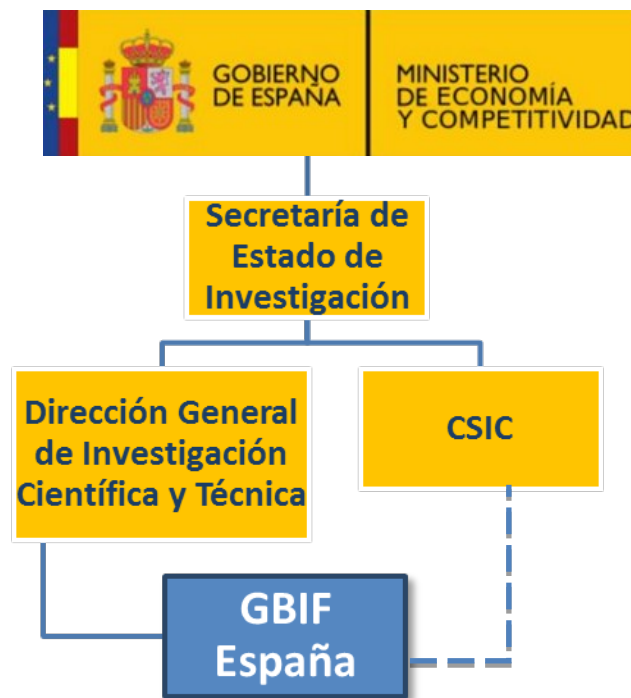 GOBIERNO
DE ESPAÑA
MINISTERIO
DE ECONOMÍA
Y COMPETITIVIDAD
Secretaría de
Estado de
Investigación
Dirección General
de Investigación
Científica y Técnica
CSIC
GBIF
España